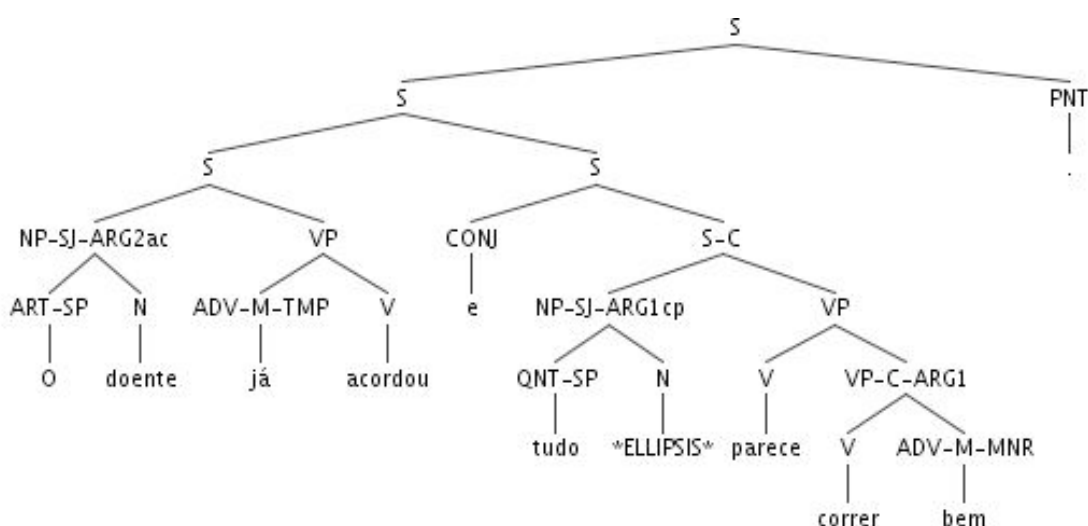 S
S PNT
S S .
NP-SJ-ARG2ac VP CONJ S-C
ART-SP N ADV-M-TMP V e NP-SJ-ARG1cp VP
O doente já acordou QNT-SP N V VP-C-ARG1
tudo *ELLIPSIS* parece V ADV-M-MNR
correr bem